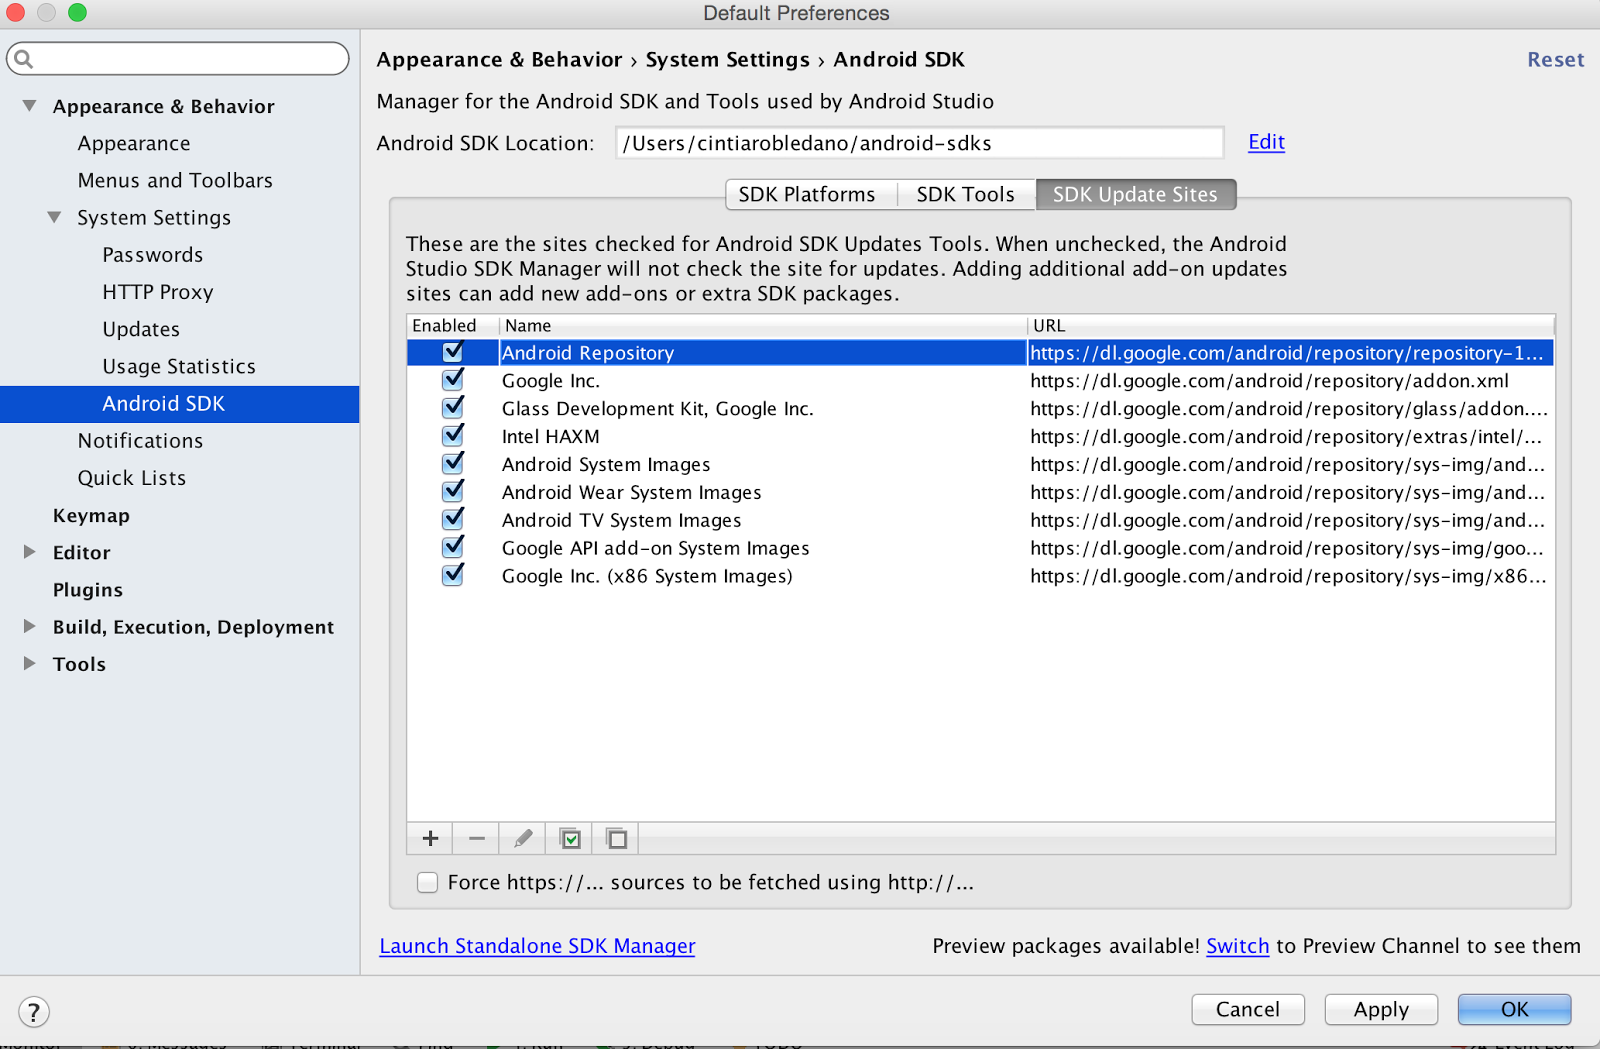 Default Preferences
Appearance & Behavior
Appearance
Menus and Toolbars
System Settings
Passwords
HTTP Proxy
Updates
Usage Statistics
Android SDK
Notifications
Quick Lists
Keymap
Editor
Plugins
Build, Execution, Deployment
Tools
Appearance & Behavior › System Settings › Android SDK
Reset
Manager for the Android SDK and Tools used by Android Studio
Android SDK Location: /Users/cintiarobledano/android-sdks Edit
SDK Platforms SDK Tools SDK Update Sites
These are the sites checked for Android SDK Updates Tools. When unchecked, the Android
Studio SDK Manager will not check the site for updates. Adding additional add-on updates
sites can add new add-ons or extra SDK packages.
Enabled Name URL
Android Repository https://dl.google.com/android/repository/repository-1...
Google Inc. https://dl.google.com/android/repository/addon.xml
Glass Development Kit, Google Inc. https://dl.google.com/android/repository/glass/addon....
Intel HAXM https://dl.google.com/android/repository/extras/intel/...
Android System Images https://dl.google.com/android/repository/sys-img/and...
Android Wear System Images https://dl.google.com/android/repository/sys-img/and...
Android TV System Images https://dl.google.com/android/repository/sys-img/and...
Google API add-on System Images https://dl.google.com/android/repository/sys-img/goo...
Google Inc. (x86 System Images) https://dl.google.com/android/repository/sys-img/x86...
Force https://... sources to be fetched using http://...
Launch Standalone SDK Manager
Preview packages available! Switch to Preview Channel to see them
? Cancel Apply OK